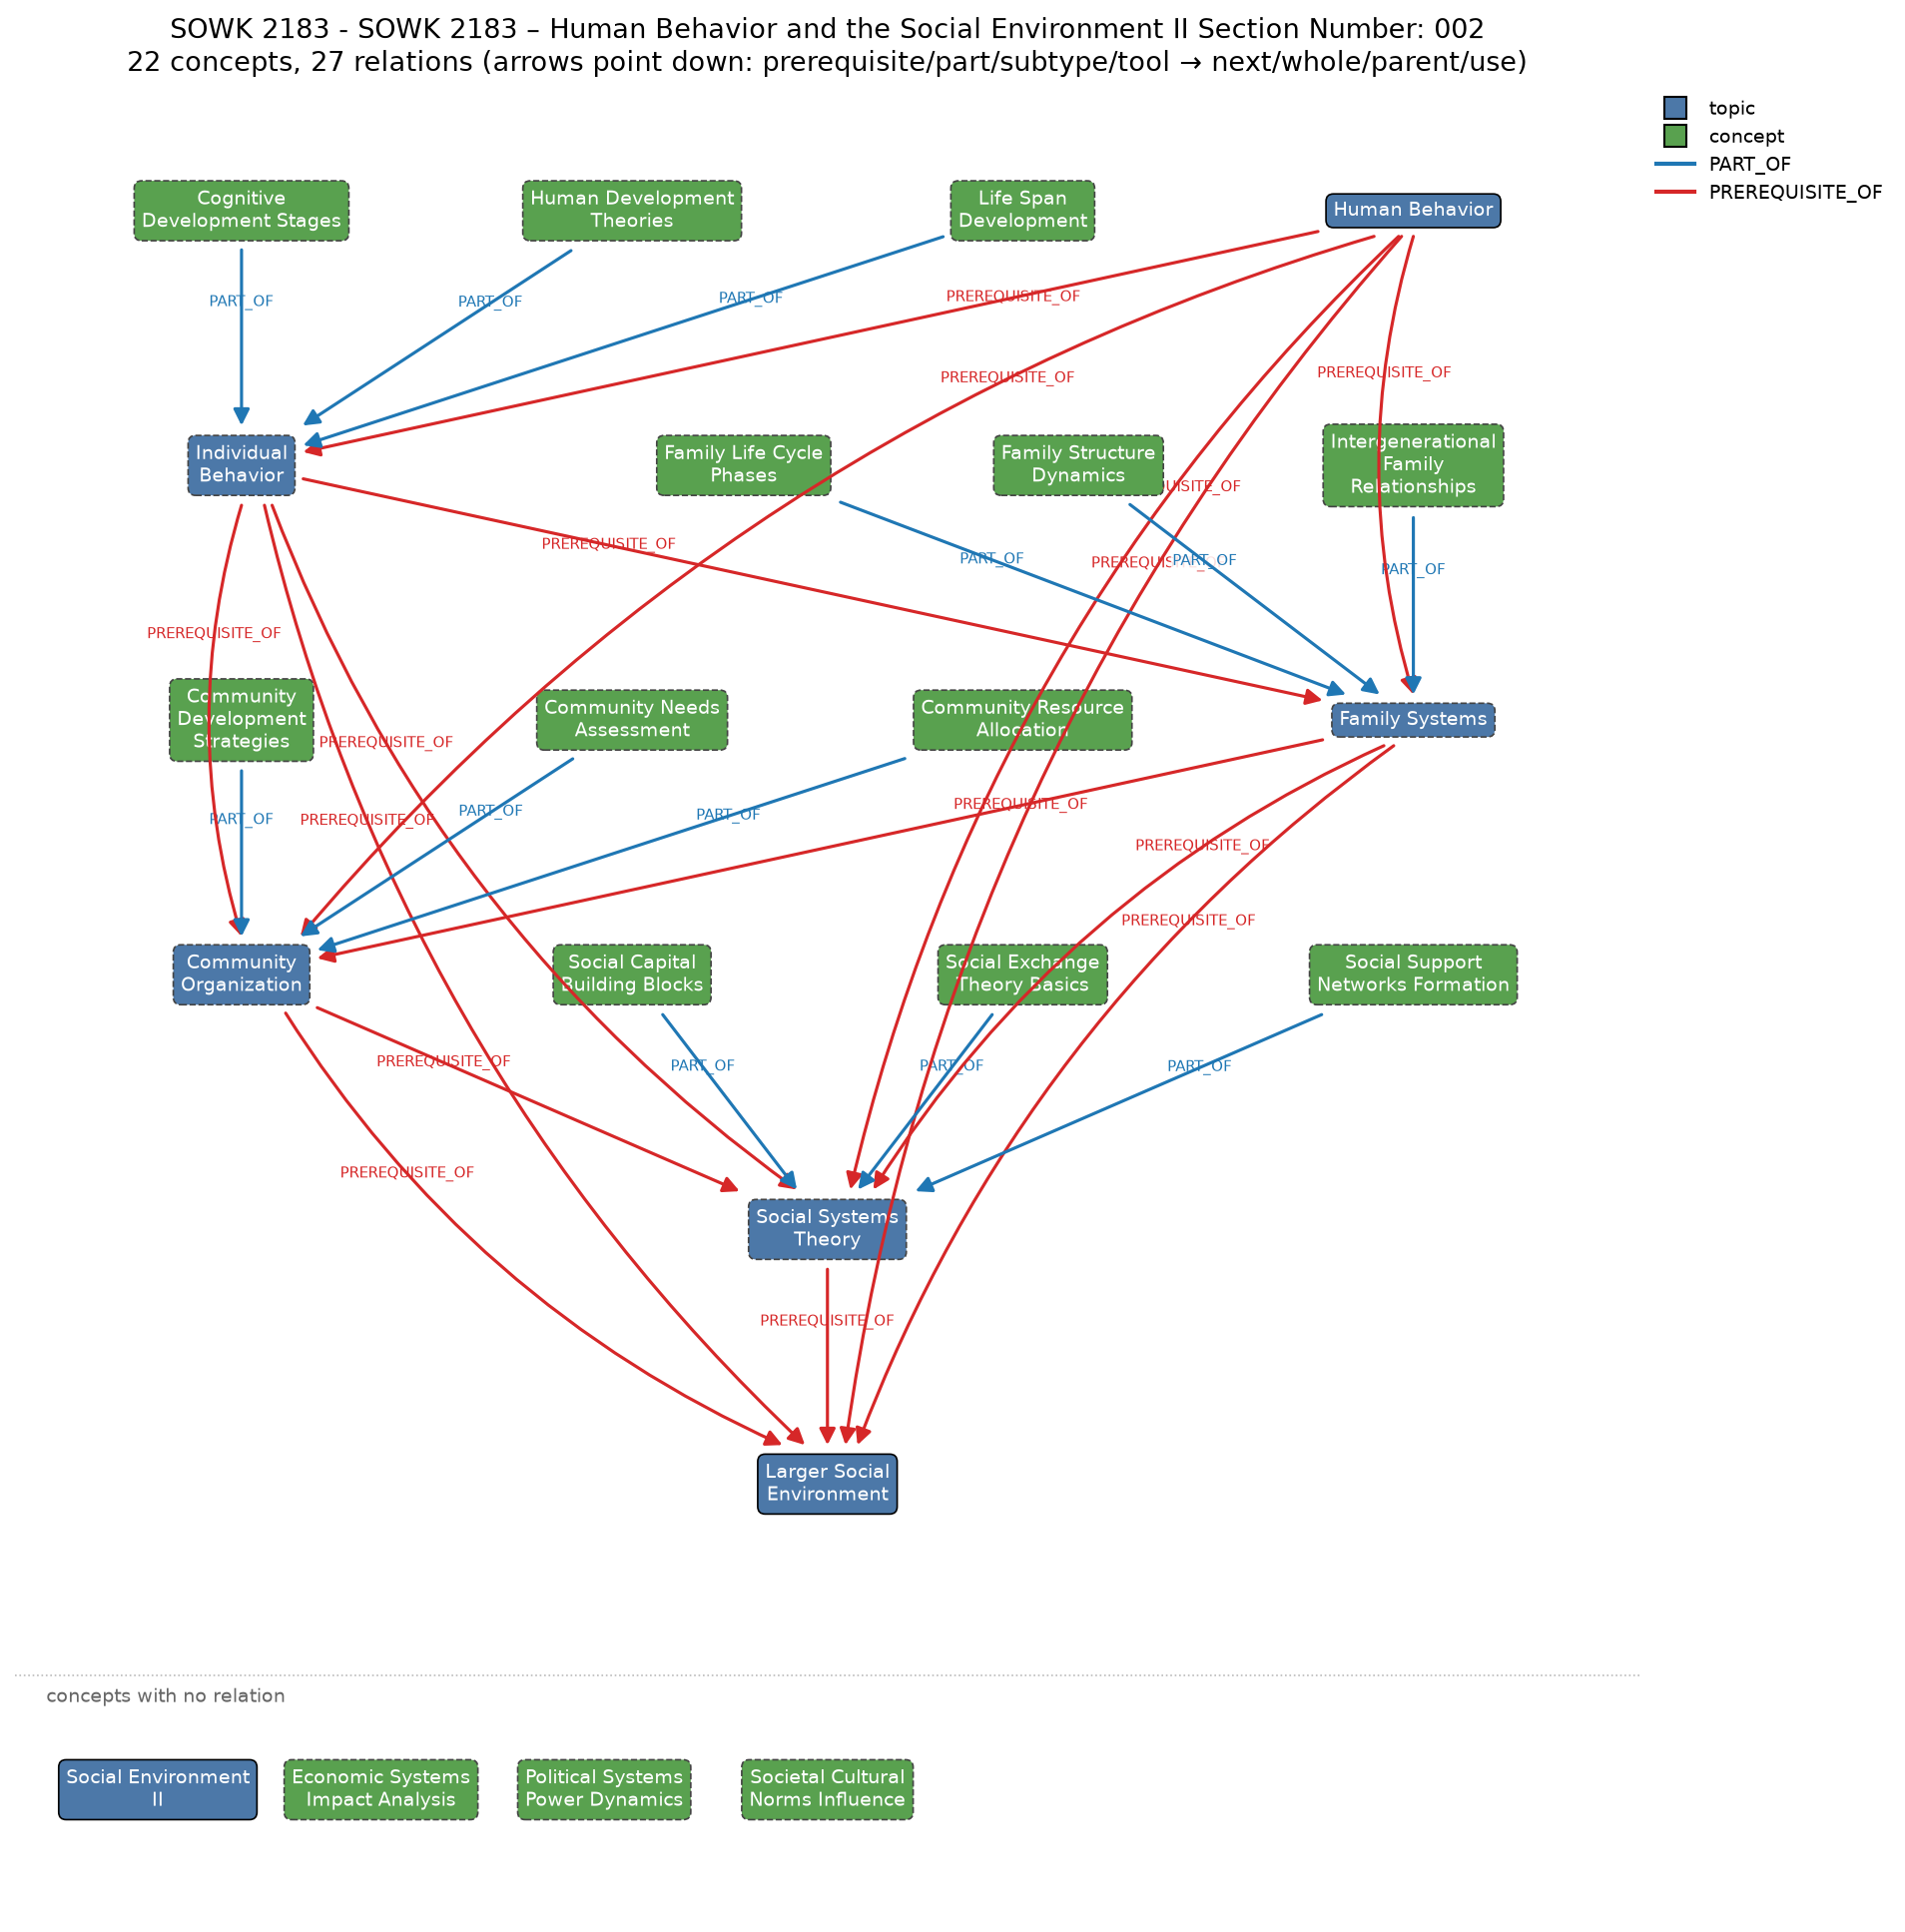 SOWK 2183 - SOWK 2183 – Human Behavior and the Social Environment II Section Number: 002
22 concepts, 27 relations (arrows point down: prerequisite/part/subtype/tool → next/whole/parent/use)
topic
concept
PART_OF
PREREQUISITE_OF
Cognitive
Development Stages
Human Development
Theories
Life Span
Development
Human Behavior
PART_OF
PART_OF
PART_OF
PREREQUISITE_OF
PREREQUISITE_OF
PREREQUISITE_OF
Individual
Behavior
Family Life Cycle
Phases
Family Structure
Dynamics
Intergenerational
Family
Relationships
UISITE_OF
PREREQUISITE_OF
PART_OF
PREREQUIS
PART_OF
PART_OF
PREREQUISITE_OF
Community
Development
Strategies
Community Needs
Assessment
Community Resource
Allocation
Family Systems
PREREQUISITE_OF
PART_OF
PREREQUISITE_OF
PART_OF
PART_OF
PREREQUISITE_OF
PREREQUISITE_OF
PREREQUISITE_OF
Community
Organization
Social Capital
Building Blocks
Social Exchange
Theory Basics
Social Support
Networks Formation
PREREQUISITE_OF
PART_OF
PART_OF
PART_OF
PREREQUISITE_OF
Social Systems
Theory
PREREQUISITE_OF
Larger Social
Environment
concepts with no relation
Social Environment
II
Economic Systems
Impact Analysis
Political Systems
Power Dynamics
Societal Cultural
Norms Influence